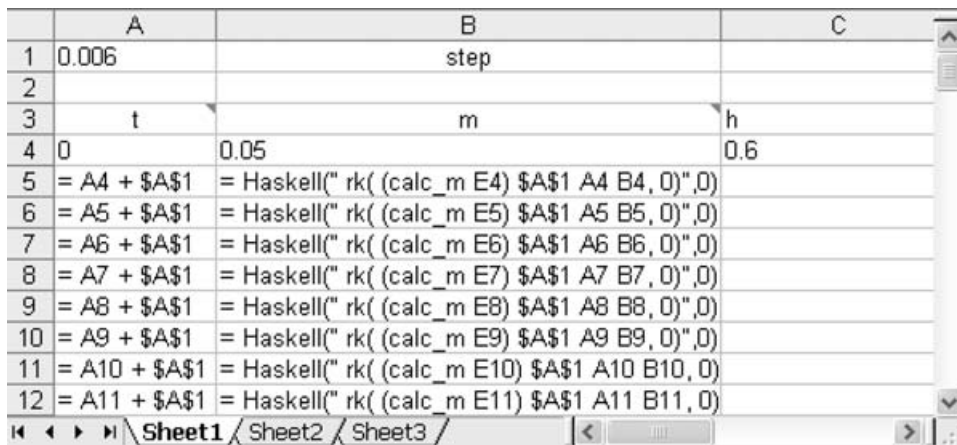 A B C
1 0.006 step
2
3 t m h
4 0 0.05 0.6
5 = A4 + $A$1 = Haskell(" rk( (calc_m E4) $A$1 A4 B4, 0)",0)
6 = A5 + $A$1 = Haskell(" rk( (calc_m E5) $A$1 A5 B5, 0)",0)
7 = A6 + $A$1 = Haskell(" rk( (calc_m E6) $A$1 A6 B6, 0)",0)
8 = A7 + $A$1 = Haskell(" rk( (calc_m E7) $A$1 A7 B7, 0)",0)
9 = A8 + $A$1 = Haskell(" rk( (calc_m E8) $A$1 A8 B8, 0)",0)
10 = A9 + $A$1 = Haskell(" rk( (calc_m E9) $A$1 A9 B9, 0)",0)
11 = A10 + $A$1 = Haskell(" rk( (calc_m E10) $A$1 A10 B10, 0)
12 = A11 + $A$1 = Haskell(" rk( (calc_m E11) $A$1 A11 B11, 0)
Sheet1 Sheet2 Sheet3